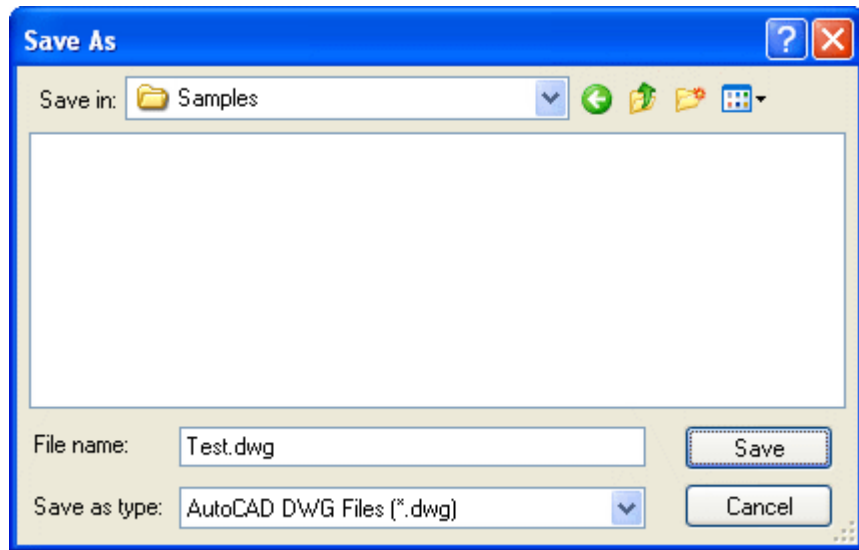 Save As
Save in: Samples
File name: Test.dwg
Save
Save as type: AutoCAD DWG Files (*.dwg)
Cancel